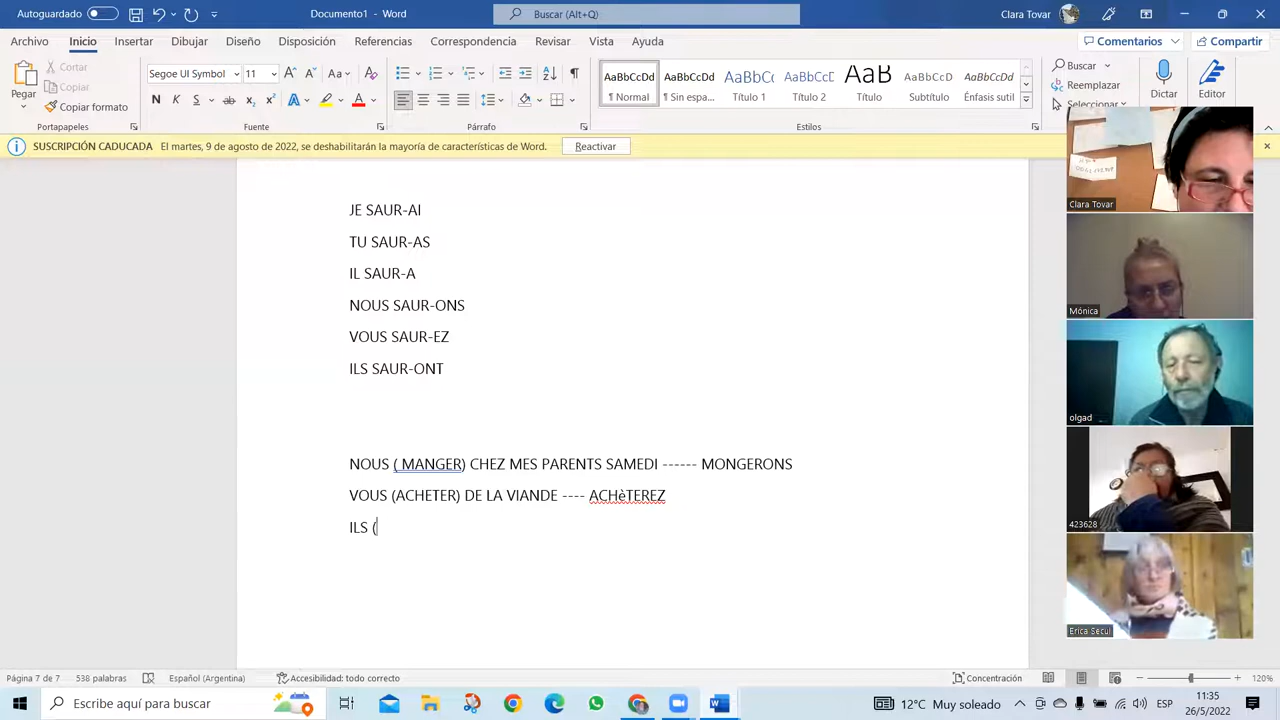 Autoguardado
Documento1 - Word
Buscar (Alt+Q)
Clara Tovar
Archivo Inicio Insertar Dibujar Diseño Disposición Referencias Correspondencia Revisar Vista Ayuda
Comentarios Compartir
Pegar
Cortar
Copiar
Copiar formato
Portapapeles
Segoe UI Symbol 11
N K S ab x₂ x²
Fuente
Párrafo
AaBbCcDd AaBbCcDd AaBbCc AaBbCcD AaB AaBbCcD AaBbCcDd
¶ Normal ¶ Sin espa... Título 1 Título 2 Título Subtítulo Énfasis sutil
Estilos
Buscar
Reemplazar
Seleccionar
Dictar
Editor
SUSCRIPCIÓN CADUCADA El martes, 9 de agosto de 2022, se deshabilitarán la mayoría de características de Word. Reactivar
JE SAUR-AI
TU SAUR-AS
IL SAUR-A
NOUS SAUR-ONS
VOUS SAUR-EZ
ILS SAUR-ONT
NOUS ( MANGER) CHEZ MES PARENTS SAMEDI ------ MONGERONS
VOUS (ACHETER) DE LA VIANDE ---- ACHèTEREZ
ILS (
Clara Tovar
Mónica
olgad
423628
Erica Secul
Página 7 de 7 538 palabras Español (Argentina) Accesibilidad: todo correcto
Concentración 120%
Escribe aquí para buscar
12°C Muy soleado
ESP
11:35
26/5/2022